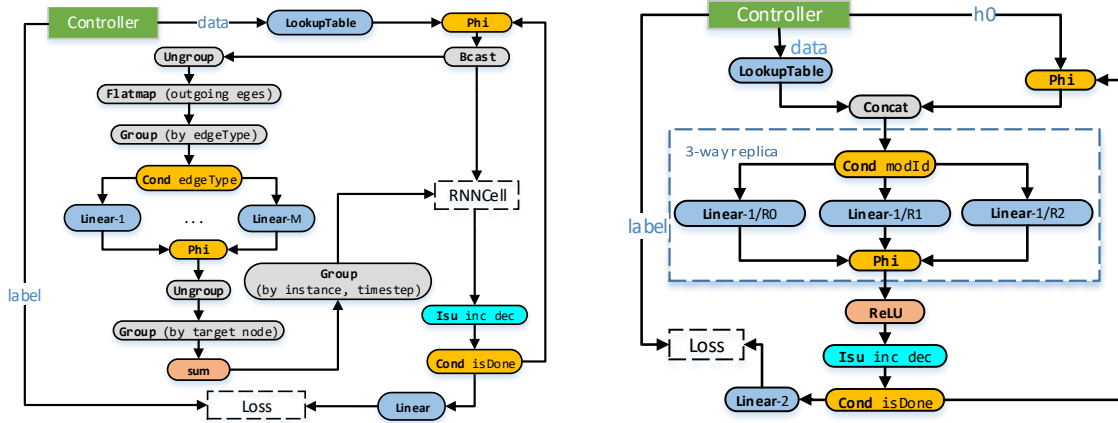 Controller
data
LookupTable
Phi
Ungroup
Bcast
Flatmap (outgoing eges)
Group (by edgeType)
Cond edgeType
Linear-1
...
Linear-M
RNNCell
Phi
label
Ungroup
Group
(by instance, timestep)
Group (by target node)
Isu inc dec
sum
Cond isDone
Loss
Linear
Controller
h0
data
LookupTable
Phi
Concat
3-way replica
Cond modId
label
Linear-1/R0
Linear-1/R1
Linear-1/R2
Phi
ReLU
Loss
Isu inc dec
Linear-2
Cond isDone